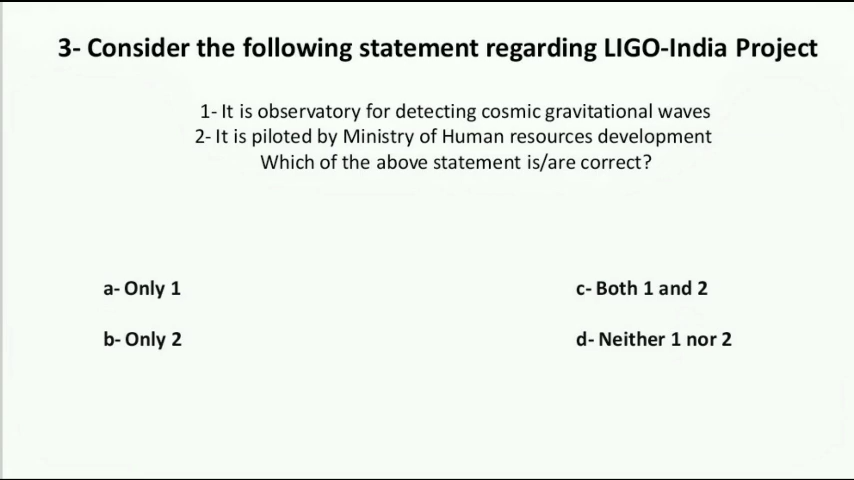 3- Consider the following statement regarding LIGO-India Project
1- It is observatory for detecting cosmic gravitational waves
2- It is piloted by Ministry of Human resources development
Which of the above statement is/are correct?
a- Only 1
c- Both 1 and 2
b- Only 2
d- Neither 1 nor 2